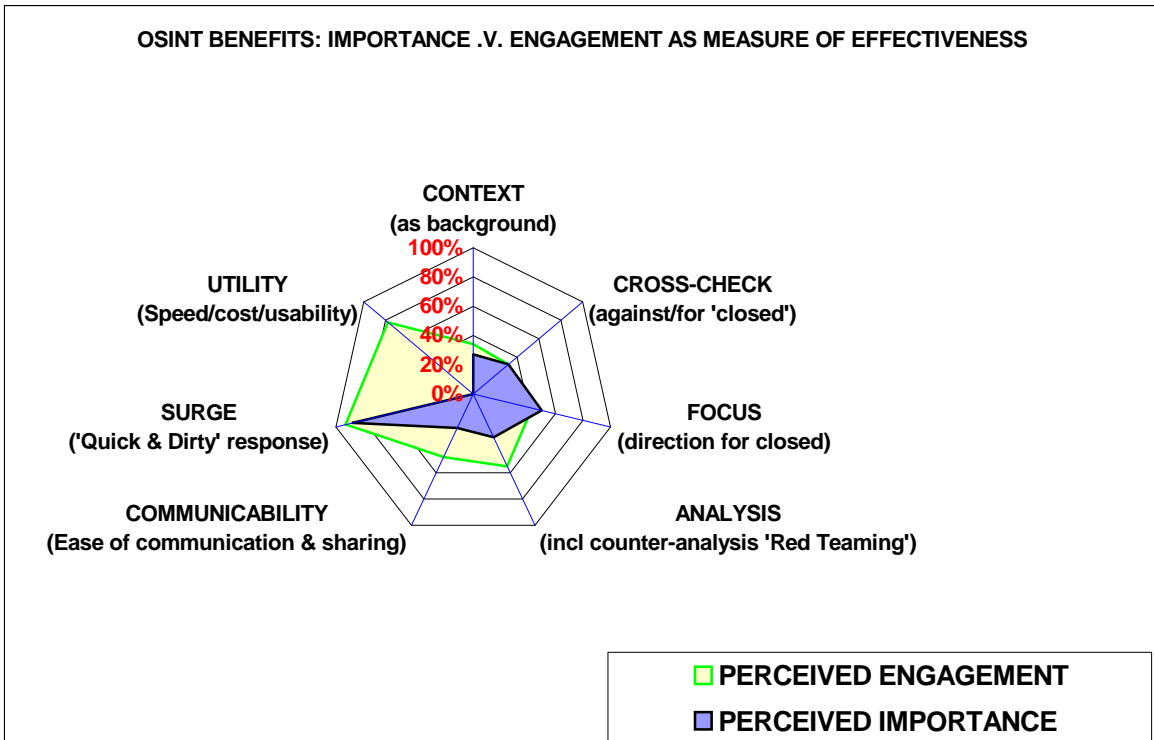 OSINT BENEFITS: IMPORTANCE .V. ENGAGEMENT AS MEASURE OF EFFECTIVENESS
CONTEXT
(as background)
100%
80%
60%
40%
20%
0%
UTILITY
(Speed/cost/usability)
CROSS-CHECK
(against/for 'closed')
SURGE
('Quick & Dirty' response)
FOCUS
(direction for closed)
COMMUNICABILITY
(Ease of communication & sharing)
ANALYSIS
(incl counter-analysis 'Red Teaming')
PERCEIVED ENGAGEMENT
PERCEIVED IMPORTANCE